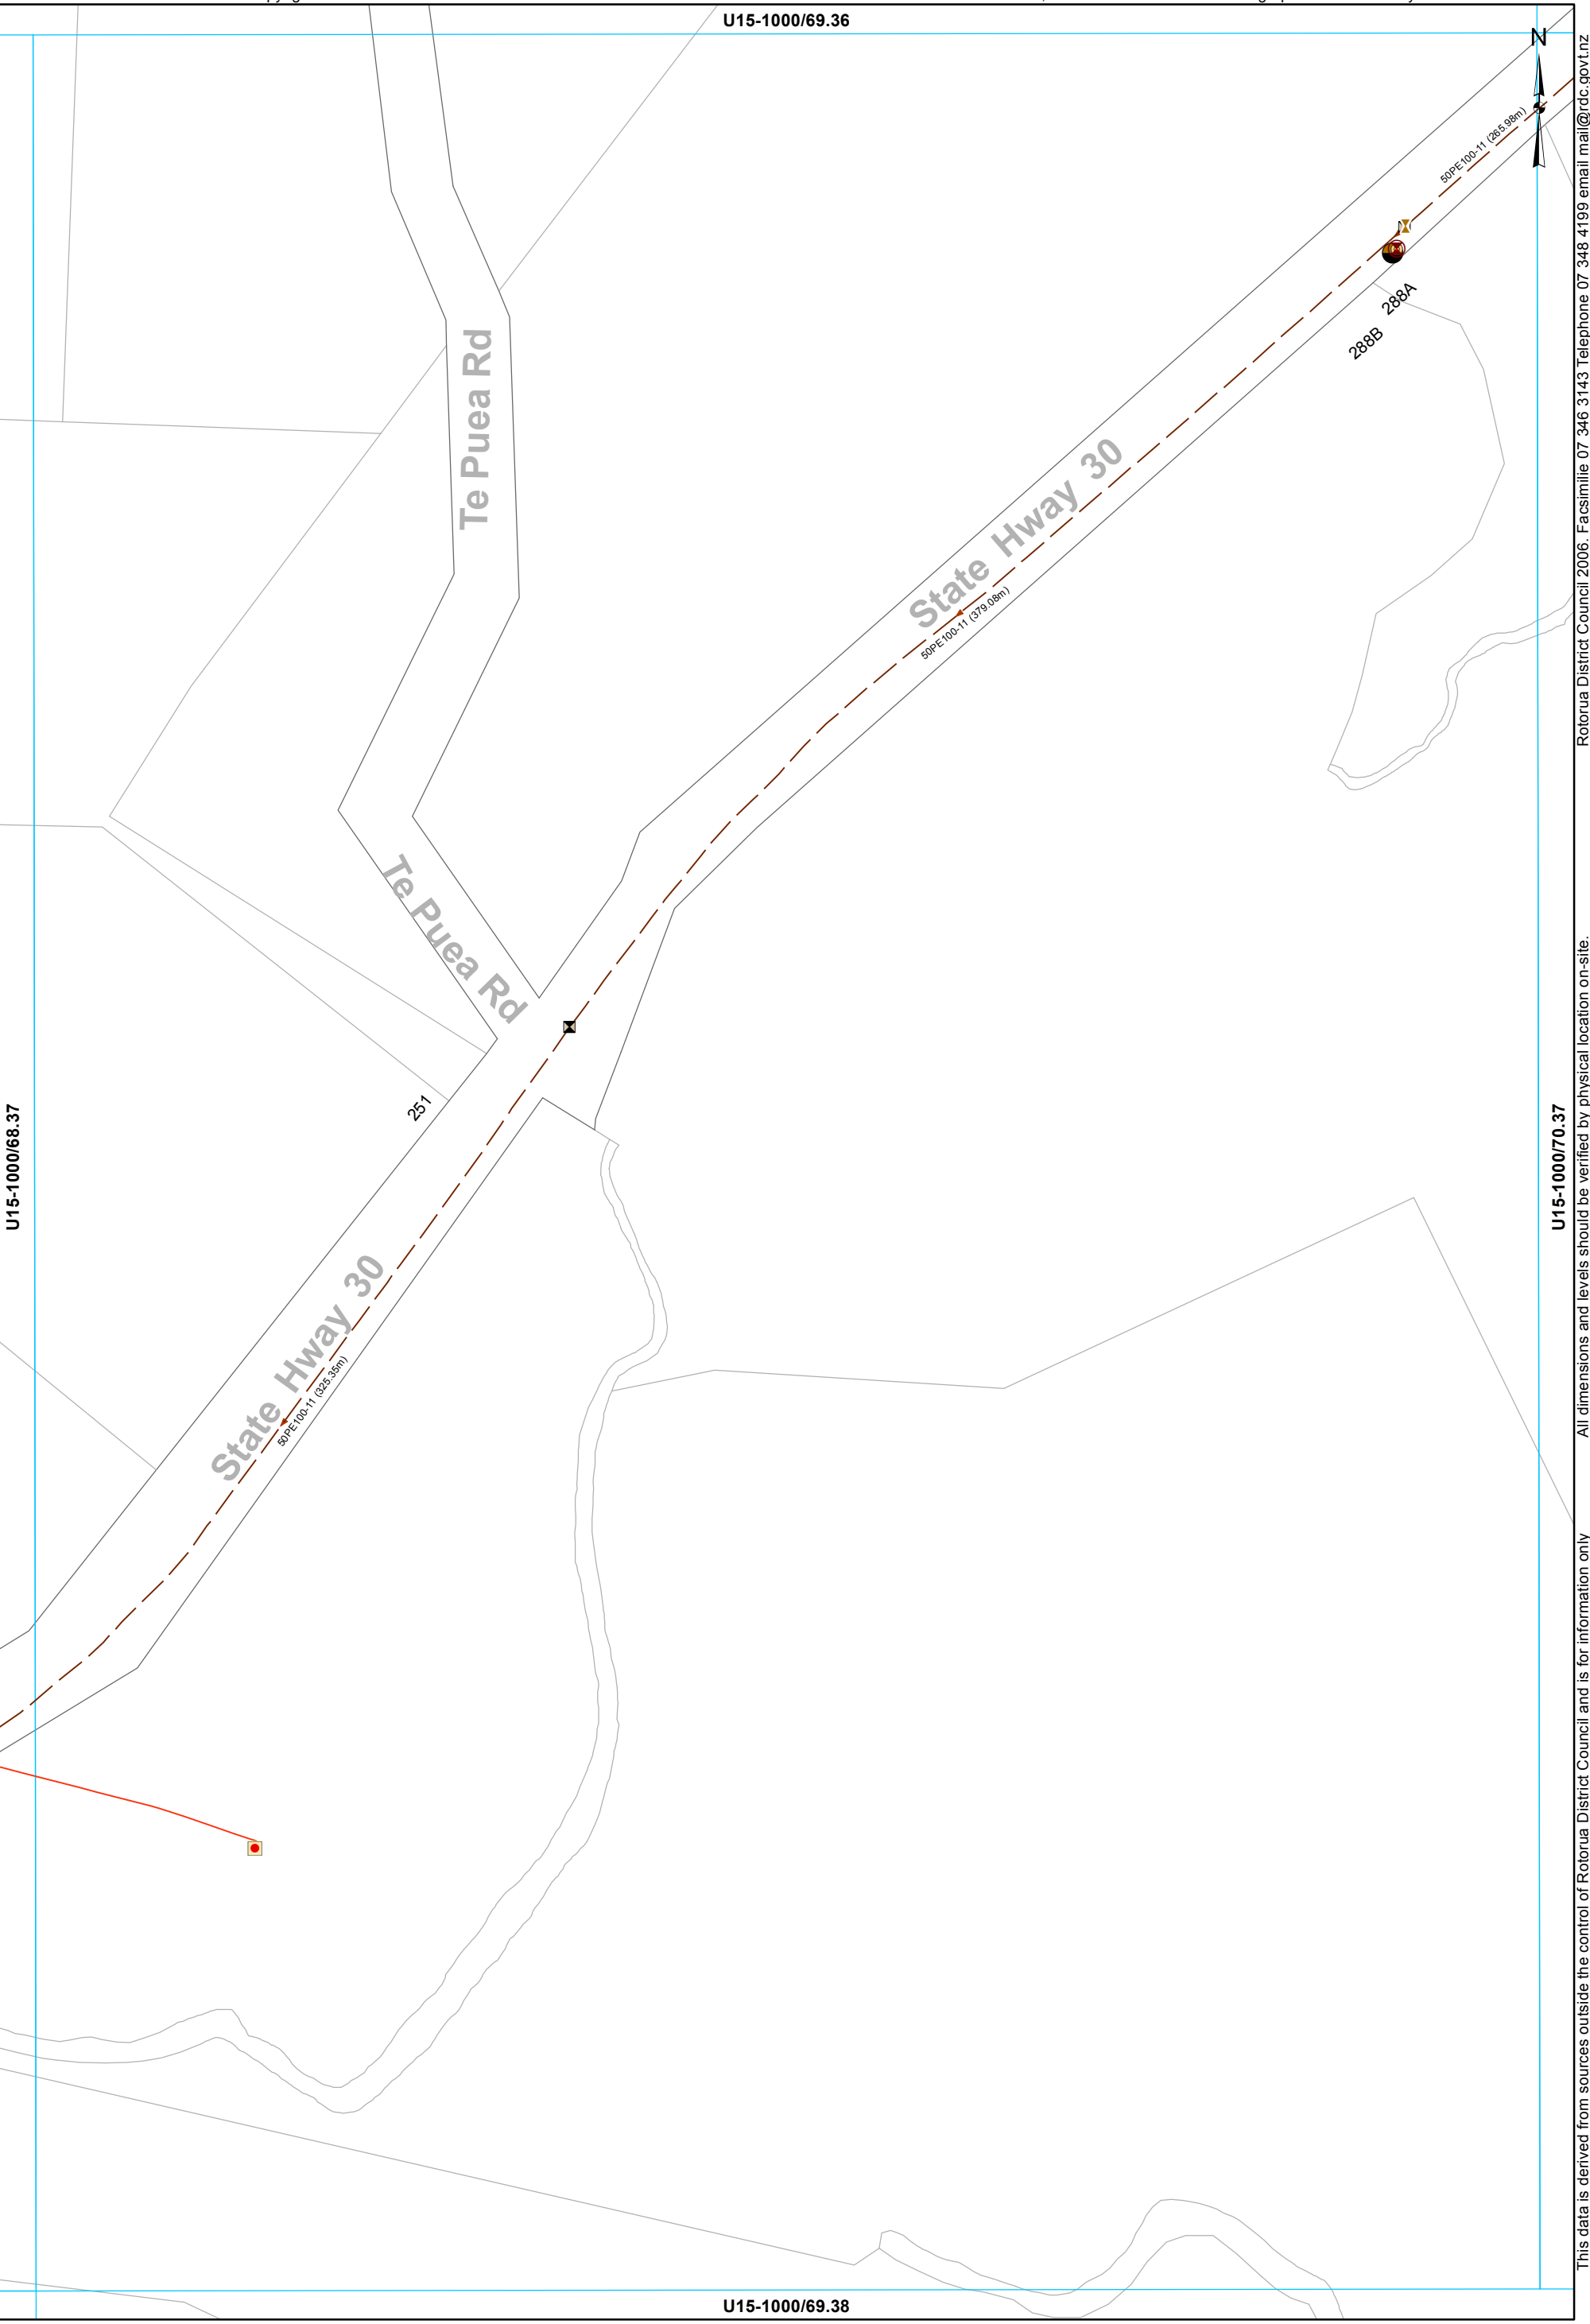 U15-1000/69.36
N
50PE100-11 (265.98m)
288A
288B
Te Puea Rd
State Hway 30
50PE100-11 (379.08m)
Te Puea Rd
251
U15-1000/68.37
U15-1000/70.37
State Hway 30
50PE100-11 (325.35m)
U15-1000/69.38
This data is derived from sources outside the control of Rotorua District Council and is for information only
All dimensions and levels should be verified by physical location on-site.
Rotorua District Council 2006. Facsimilie 07 346 3143 Telephone 07 348 4199 email mail@rdc.govt.nz